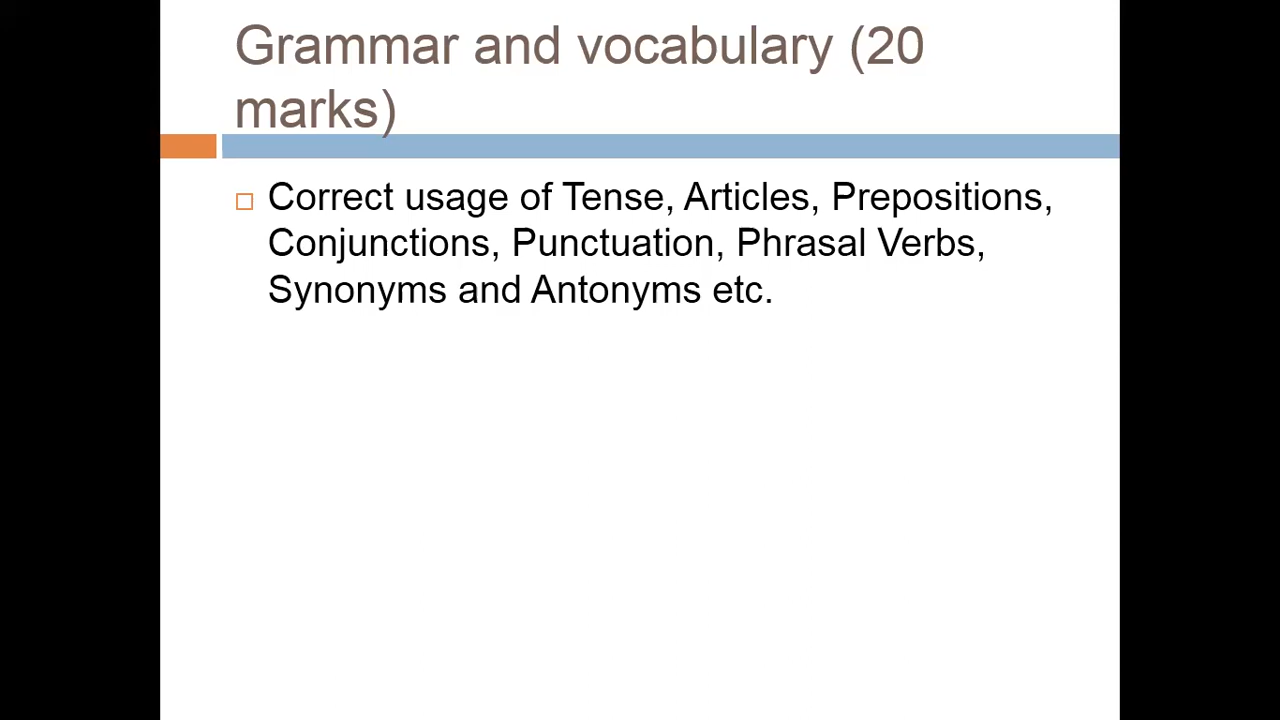 Grammar and vocabulary (20
marks)
Correct usage of Tense, Articles, Prepositions,
Conjunctions, Punctuation, Phrasal Verbs,
Synonyms and Antonyms etc.